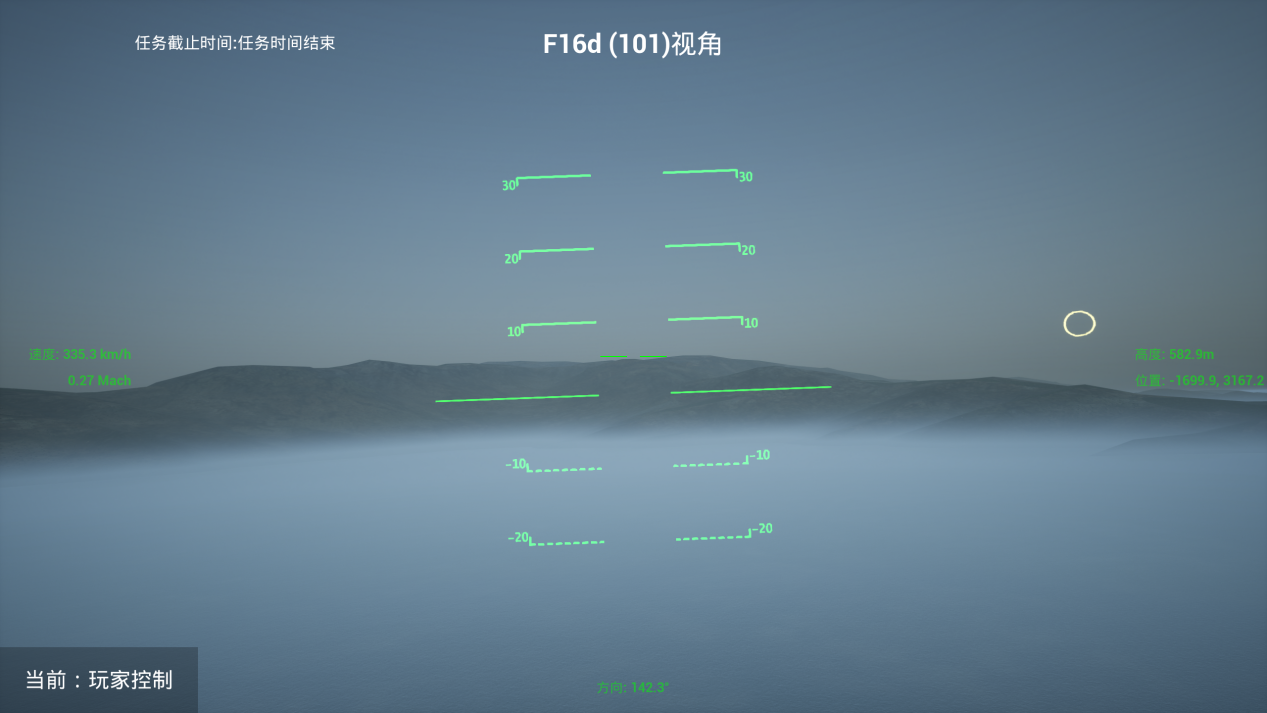 任务截止时间:任务时间结束
F16d (101)视角
30 30
20 20
10 10
速度: 335.3 km/h
0.27 Mach
高度: 582.9m
位置: -1699.9, 3167.2
-10 -10
-20 -20
当前：玩家控制
方向: 142.3°